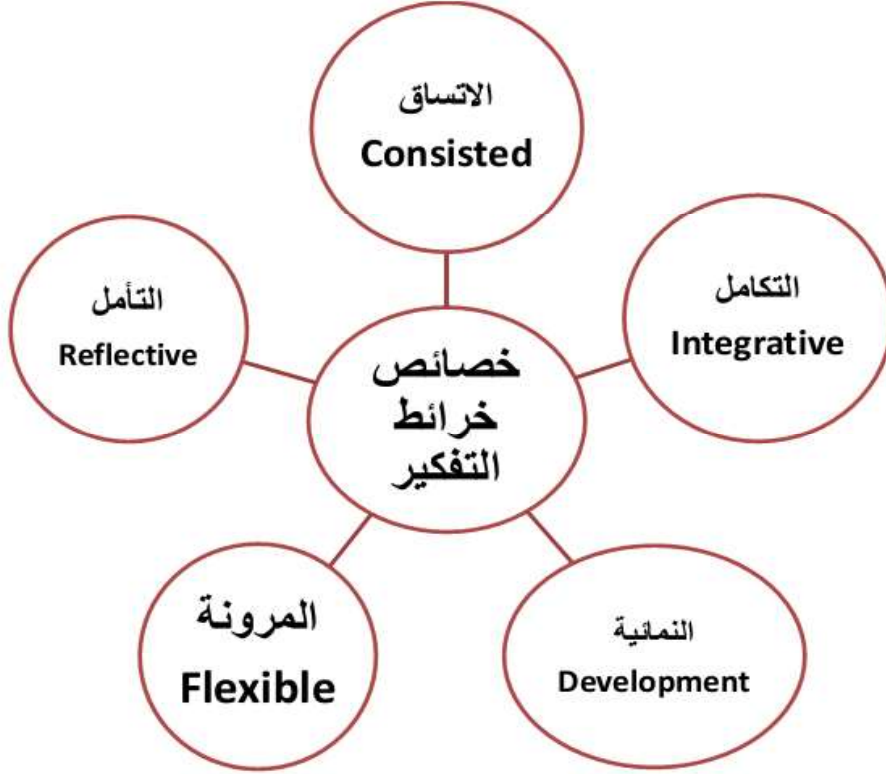 الاتساق
Consisted
التكامل
Integrative
التأمل
Reflective
خصائص
خرائط
التفكير
المرونة
Flexible
النمائية
Development